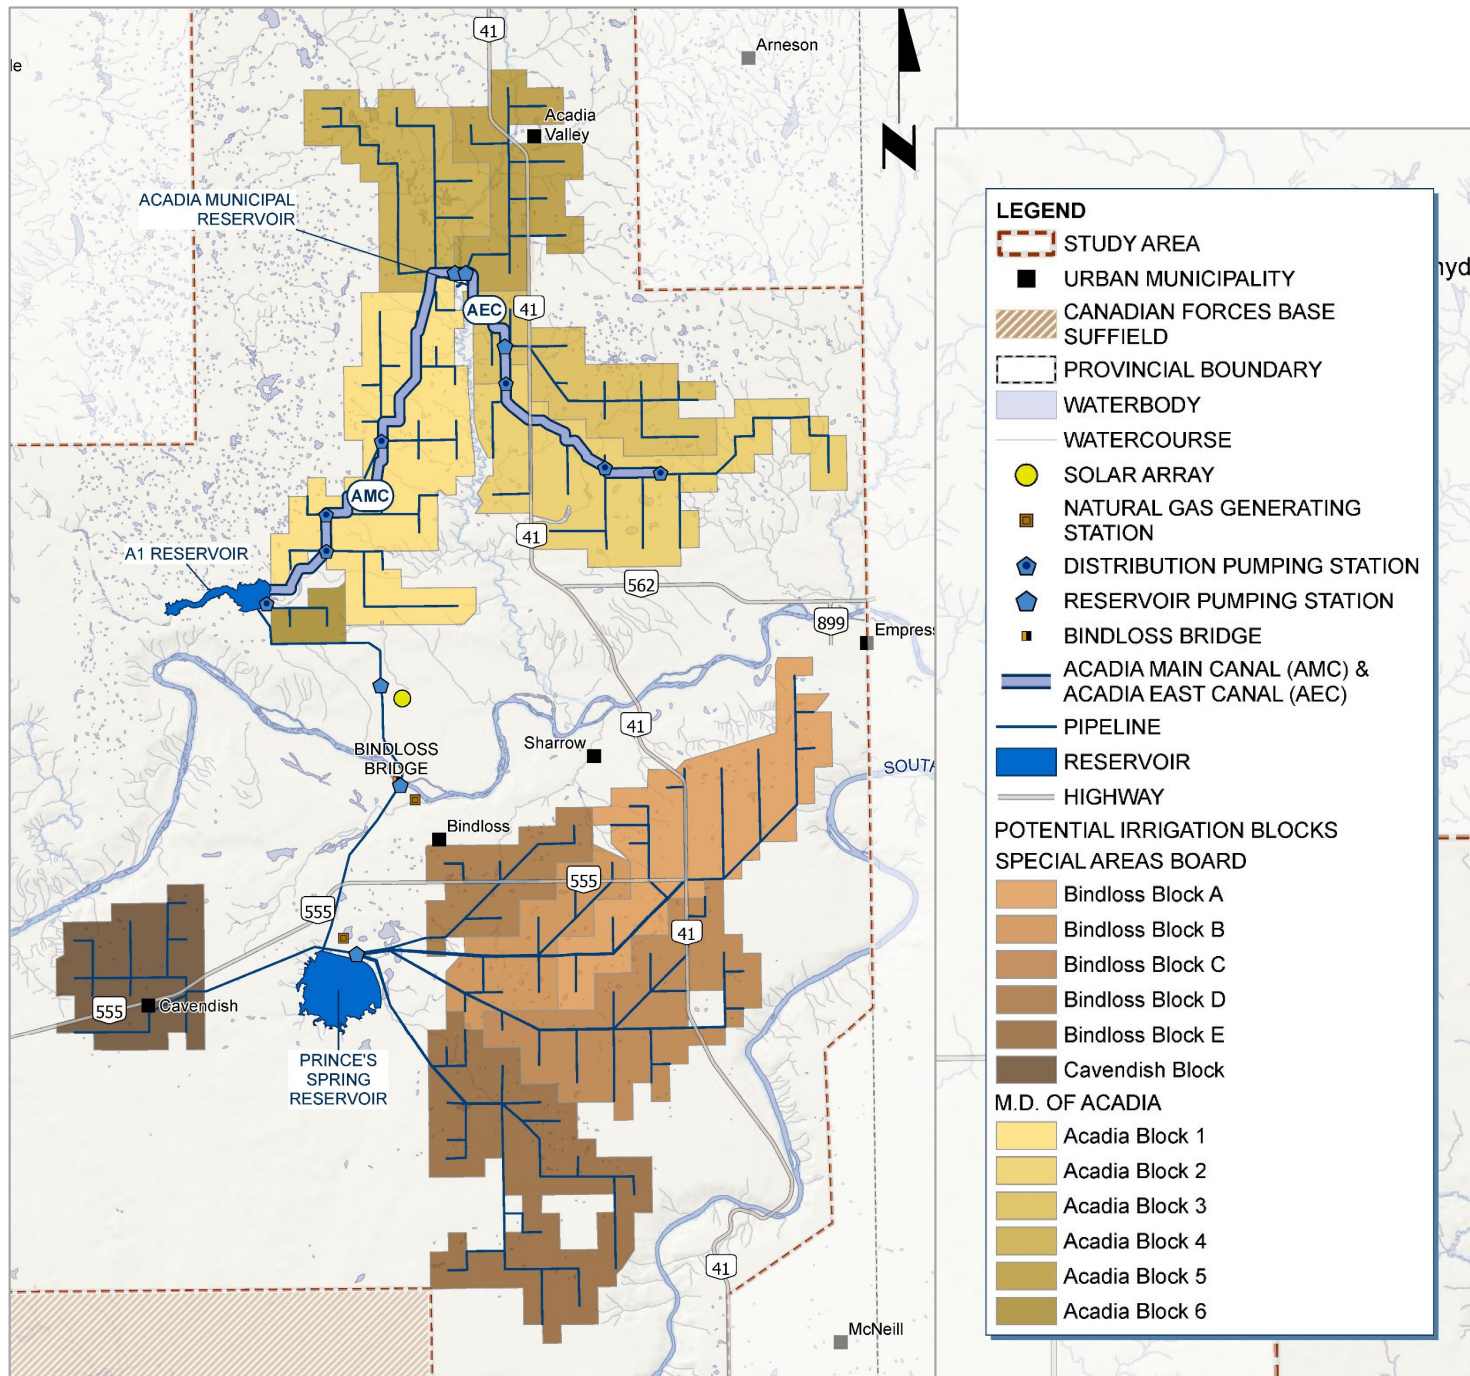 41
Arneson
le
Acadia
Valley
ACADIA MUNICIPAL
RESERVOIR
N
AEC
41
AMC
A1 RESERVOIR
41
562
899
Empress
41
Sharrow
BINDLOSS
BRIDGE
SOUTH
Bindloss
555
555
41
555
Cavendish
PRINCE'S
SPRING
RESERVOIR
41
McNeill
LEGEND
STUDY AREA
hyd
URBAN MUNICIPALITY
CANADIAN FORCES BASE
SUFFIELD
PROVINCIAL BOUNDARY
WATERBODY
WATERCOURSE
SOLAR ARRAY
NATURAL GAS GENERATING
STATION
DISTRIBUTION PUMPING STATION
RESERVOIR PUMPING STATION
BINDLOSS BRIDGE
ACADIA MAIN CANAL (AMC) &
ACADIA EAST CANAL (AEC)
PIPELINE
RESERVOIR
HIGHWAY
POTENTIAL IRRIGATION BLOCKS
SPECIAL AREAS BOARD
Bindloss Block A
Bindloss Block B
Bindloss Block C
Bindloss Block D
Bindloss Block E
Cavendish Block
M.D. OF ACADIA
Acadia Block 1
Acadia Block 2
Acadia Block 3
Acadia Block 4
Acadia Block 5
Acadia Block 6